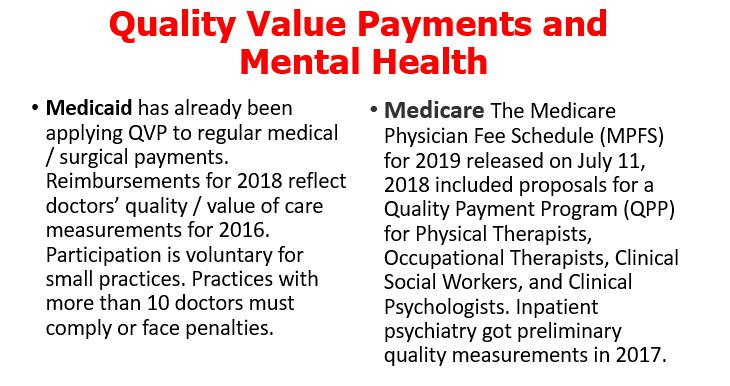 Quality Value Payments and
Mental Health
• Medicaid has already been
applying QVP to regular medical
/ surgical payments.
Reimbursements for 2018 reflect
doctors’ quality / value of care
measurements for 2016.
Participation is voluntary for
small practices. Practices with
more than 10 doctors must
comply or face penalties.
• Medicare The Medicare
Physician Fee Schedule (MPFS)
for 2019 released on July 11,
2018 included proposals for a
Quality Payment Program (QPP)
for Physical Therapists,
Occupational Therapists, Clinical
Social Workers, and Clinical
Psychologists. Inpatient
psychiatry got preliminary
quality measurements in 2017.